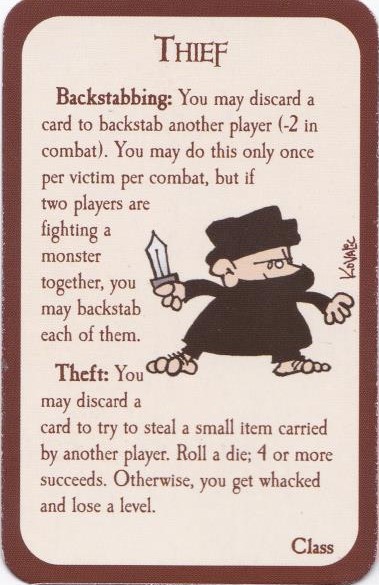 THIEF
Backstabbing: You may discard a
card to backstab another player (-2 in
combat). You may do this only once
per victim per combat, but if
two players are
fighting a
monster
together, you
may backstab
each of them.
KOVALIC
Theft: You
may discard a
card to try to steal a small item carried
by another player. Roll a die; 4 or more
succeeds. Otherwise, you get whacked
and lose a level.
Class